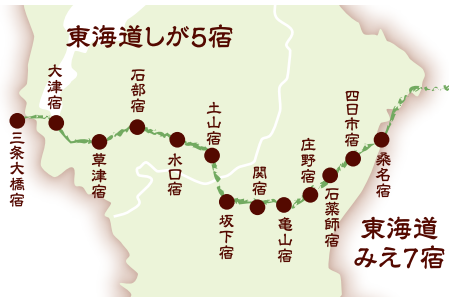 東海道しが5宿
三条大橋宿
大津宿
草津宿
石部宿
水口宿
土山宿
坂下宿
関宿
亀山宿
庄野宿
石薬師宿
四日市宿
桑名宿
東海道
みえ7宿